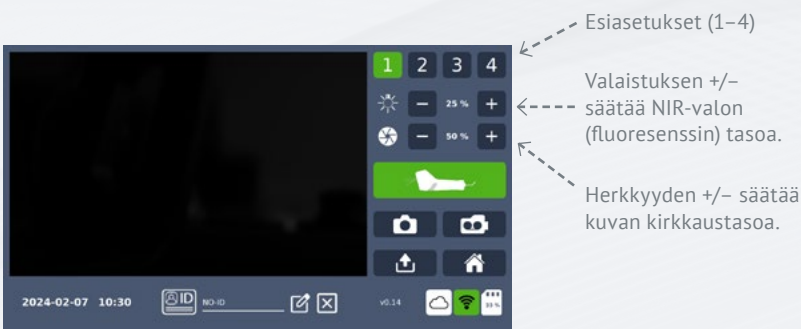 Esiasetukset (1–4)
1 2 3 4
Valaistuksen +/–
säätää NIR-valon
(fluoresenssin) tasoa.
25 %
50 %
Herkkyyden +/– säätää
kuvan kirkkaustasoa.
2024-02-07 10:30
ID
NO-ID
v0.14